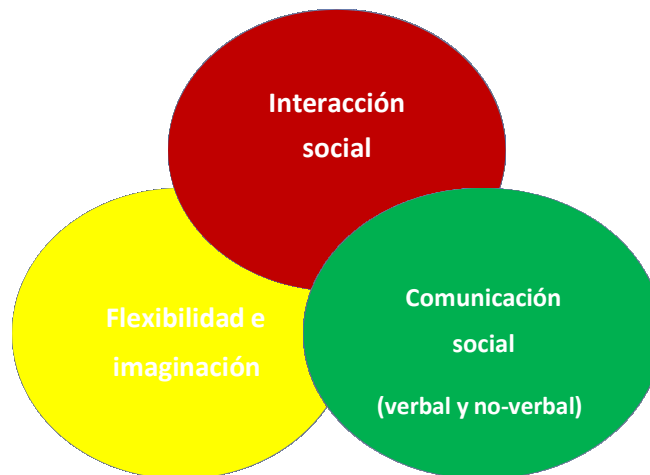 Interacción
social
Flexibilidad e
imaginación
Comunicación
social
(verbal y no-verbal)